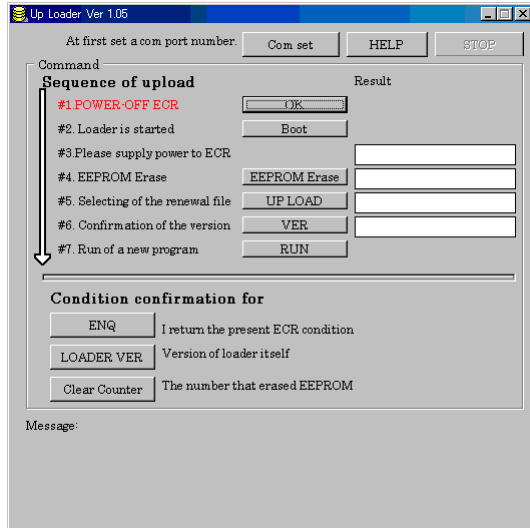 Up Loader Ver 1.05
At first set a com port number. Com set HELP STOP
Command
Sequence of upload Result
#1.POWER-OFF ECR OK
#2. Loader is started Boot
#3.Please supply power to ECR
#4. EEPROM Erase EEPROM Erase
#5. Selecting of the renewal file UP LOAD
#6. Confirmation of the version VER
#7. Run of a new program RUN
Condition confirmation for
ENQ I return the present ECR condition
LOADER VER Version of loader itself
Clear Counter The number that erased EEPROM
Message: